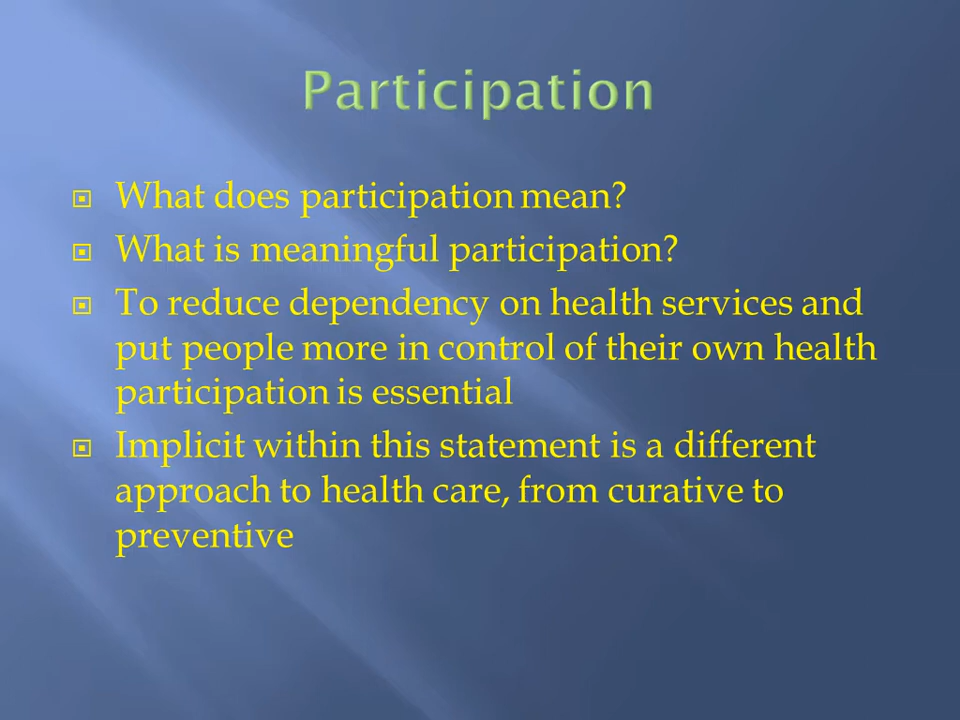 Participation
What does participation mean?
What is meaningful participation?
To reduce dependency on health services and
put people more in control of their own health
participation is essential
Implicit within this statement is a different
approach to health care, from curative to
preventive